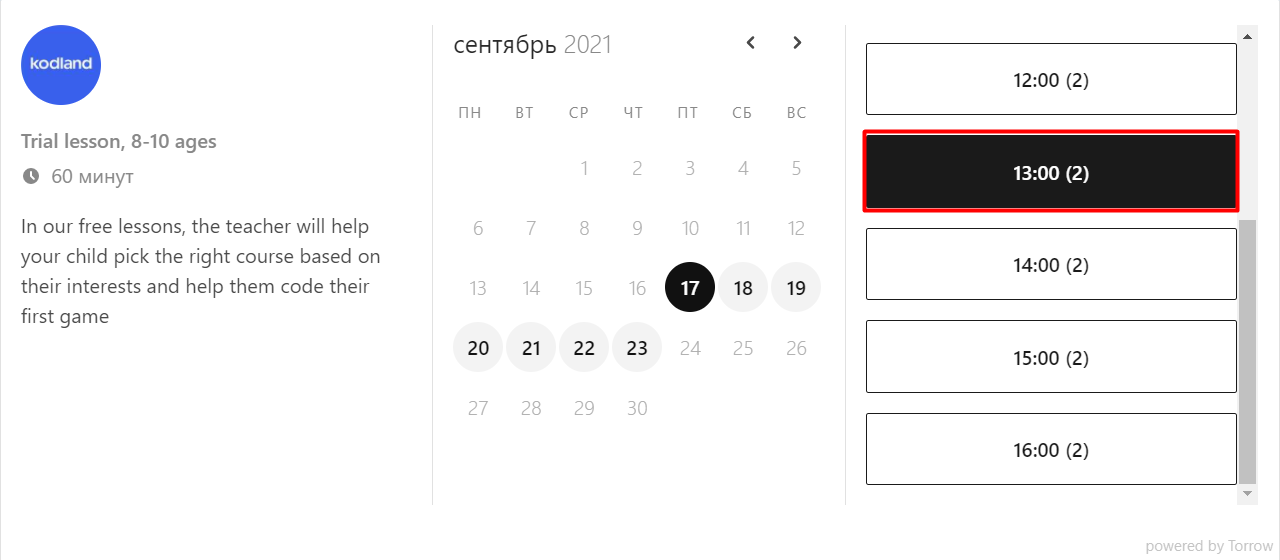 kodland
Trial lesson, 8-10 ages
60 минут
In our free lessons, the teacher will help
your child pick the right course based on
their interests and help them code their
first game
сентябрь 2021
ПН ВТ СР ЧТ ПТ СБ ВС
1 2 3 4 5
6 7 8 9 10 11 12
13 14 15 16 17 18 19
20 21 22 23 24 25 26
27 28 29 30
12:00 (2)
13:00 (2)
14:00 (2)
15:00 (2)
16:00 (2)
powered by Torrow